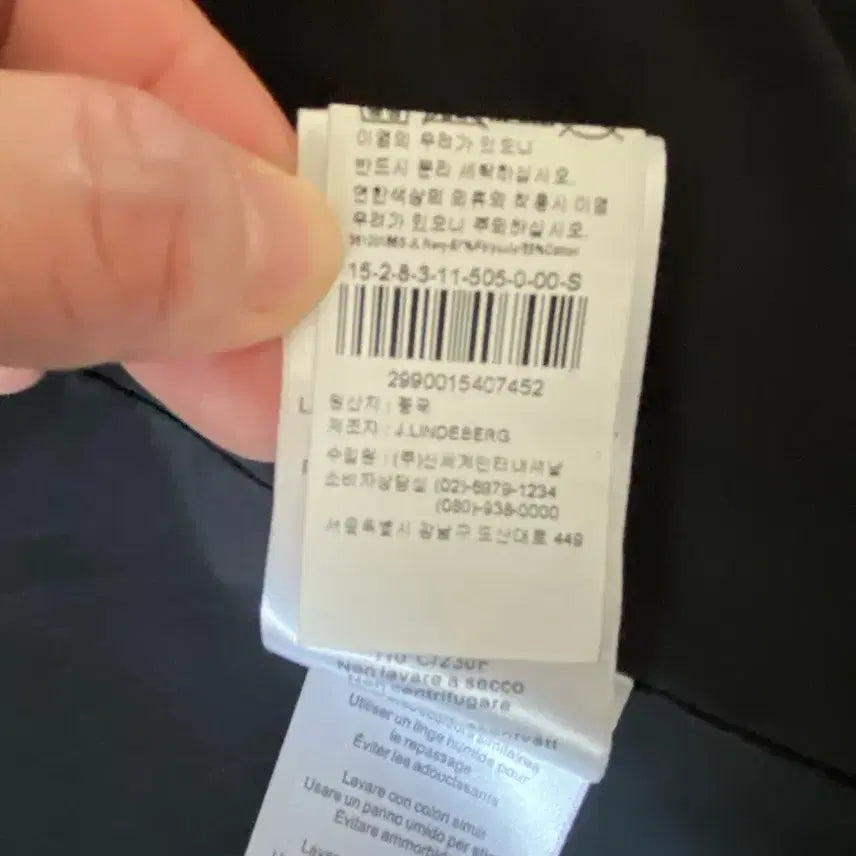 이염의 우려가 있으니
반드시 분리 세탁하십시오.
연한색상의 의류와 착용시 이염
우려가 있으니 주의하십시오.
15-2-8-3-11-505-0-00-S
2990015407452
원산지 : 중국
제조자 : J.LINDEBERG
수입원 : (주)신세계인터내셔날
소비자상담실 (02)-6979-1234
(080)-938-0000
서울특별시 강남구 도산대로 449
110°C/230F
Non lavare a secco
Non centrifugare
Utiliser un linge humide pour
le repassage
Éviter les adoucissants
Lavare con colori simili
Usare un panno umido per
Evitare